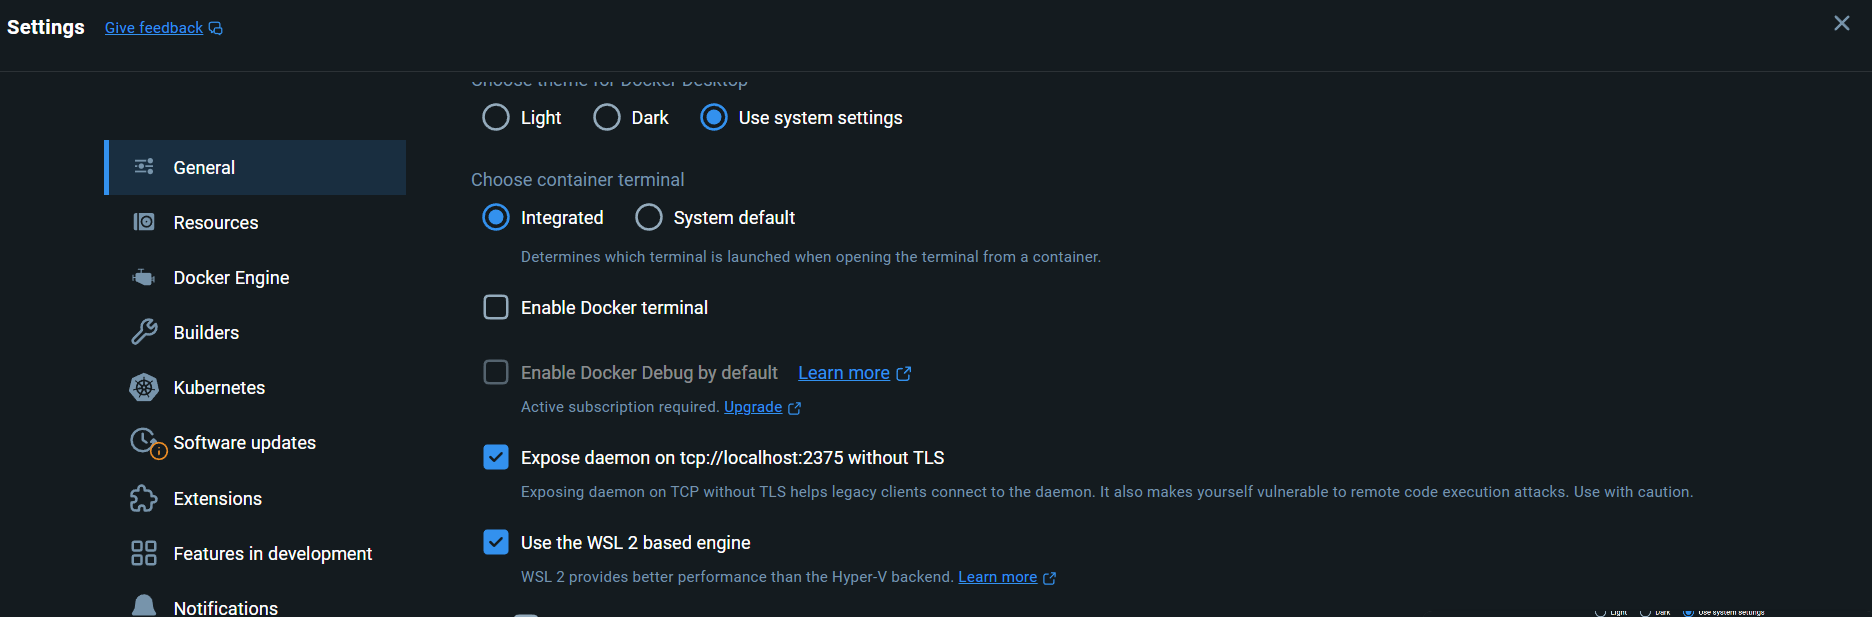 Settings Give feedback
Choose theme for Docker Desktop
Light Dark Use system settings
General
Choose container terminal
Resources
Integrated System default
Determines which terminal is launched when opening the terminal from a container.
Docker Engine
Enable Docker terminal
Builders
Enable Docker Debug by default Learn more
Kubernetes
Active subscription required. Upgrade
Software updates
Expose daemon on tcp://localhost:2375 without TLS
Extensions
Exposing daemon on TCP without TLS helps legacy clients connect to the daemon. It also makes yourself vulnerable to remote code execution attacks. Use with caution.
Features in development
Use the WSL 2 based engine
WSL 2 provides better performance than the Hyper-V backend. Learn more
Notifications
Light Dark Use system settings